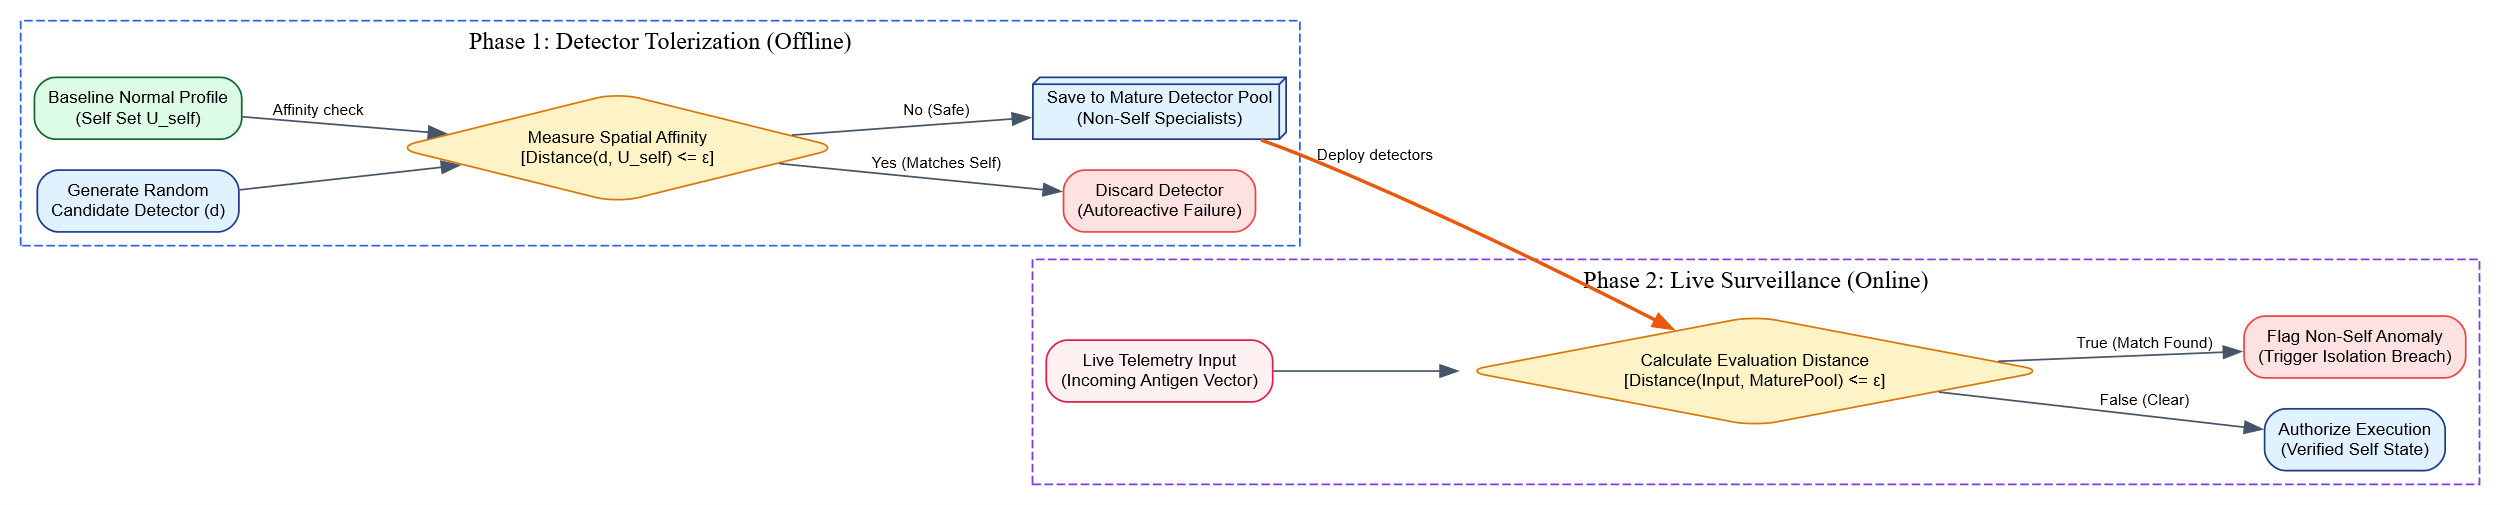 Phase 1: Detector Tolerization (Offline)
Baseline Normal Profile
(Self Set U_self)
Affinity check
Generate Random
Candidate Detector (d)
Measure Spatial Affinity
[Distance(d, U_self) <= ε]
No (Safe)
Yes (Matches Self)
Save to Mature Detector Pool
(Non-Self Specialists)
Discard Detector
(Autoreactive Failure)
Deploy detectors
Phase 2: Live Surveillance (Online)
Live Telemetry Input
(Incoming Antigen Vector)
Calculate Evaluation Distance
[Distance(Input, MaturePool) <= ε]
True (Match Found)
False (Clear)
Flag Non-Self Anomaly
(Trigger Isolation Breach)
Authorize Execution
(Verified Self State)